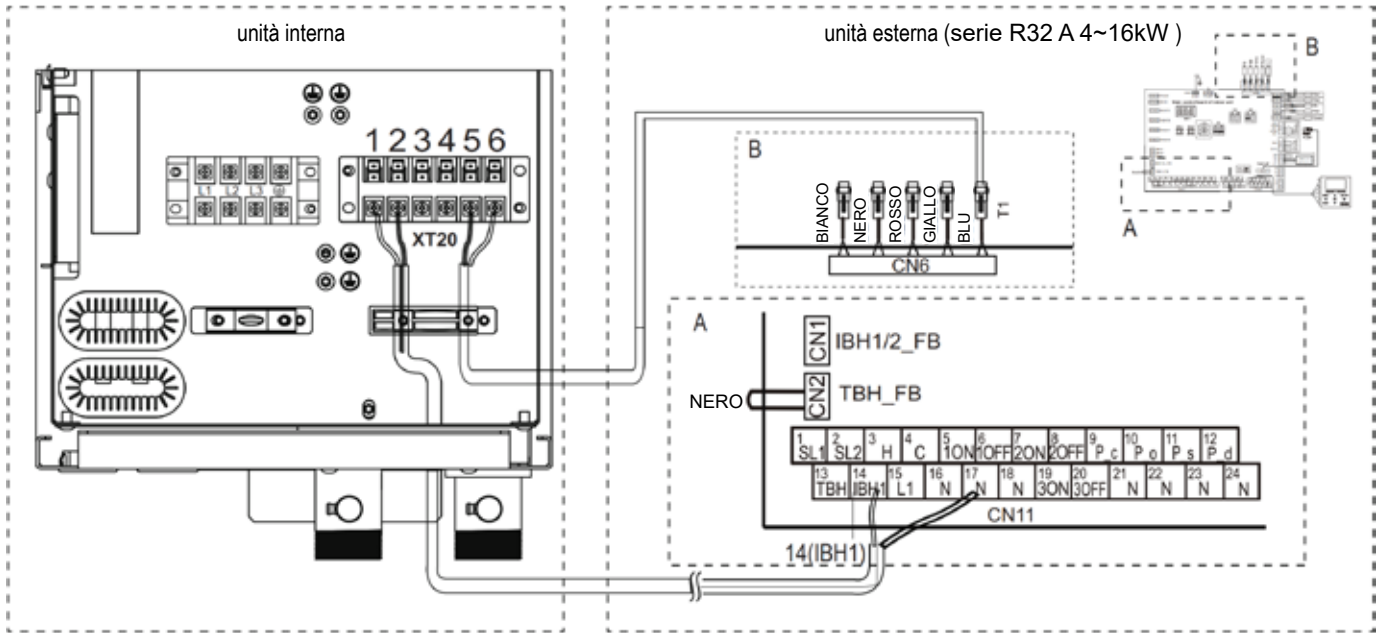 unità interna
1 2 3 4 5 6
L1 L2 L3
XT20
unità esterna (serie R32 A 4~16kW )
B
A
B
BIANCO
NERO
ROSSO
GIALLO
BLU
T1
CN6
A
CN1 IBH1/2_FB
NERO CN2 TBH_FB
1 SL1 2 SL2 3 H 4 C 5 1ON 6 1OFF 7 2ON 8 2OFF 9 P_c 10 P_o 11 P_s 12 P_d
13 TBH 14 IBH1 15 L1 16 N 17 N 18 N 19 3ON 20 3OFF 21 N 22 N 23 N 24 N
CN11
14(IBH1)